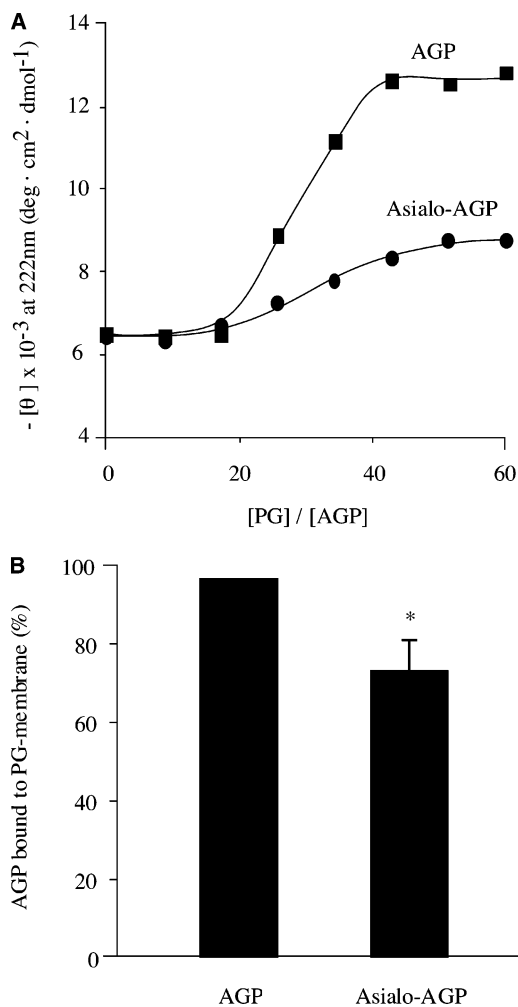 A
14
12
10
8
6
4
- [θ ] x 10-3 at 222nm (deg · cm2 · dmol-1)
AGP
Asialo-AGP
0 20 40 60
[PG] / [AGP]
B
100
80
60
40
20
0
AGP bound to PG-membrane (%)
*
AGP Asialo-AGP